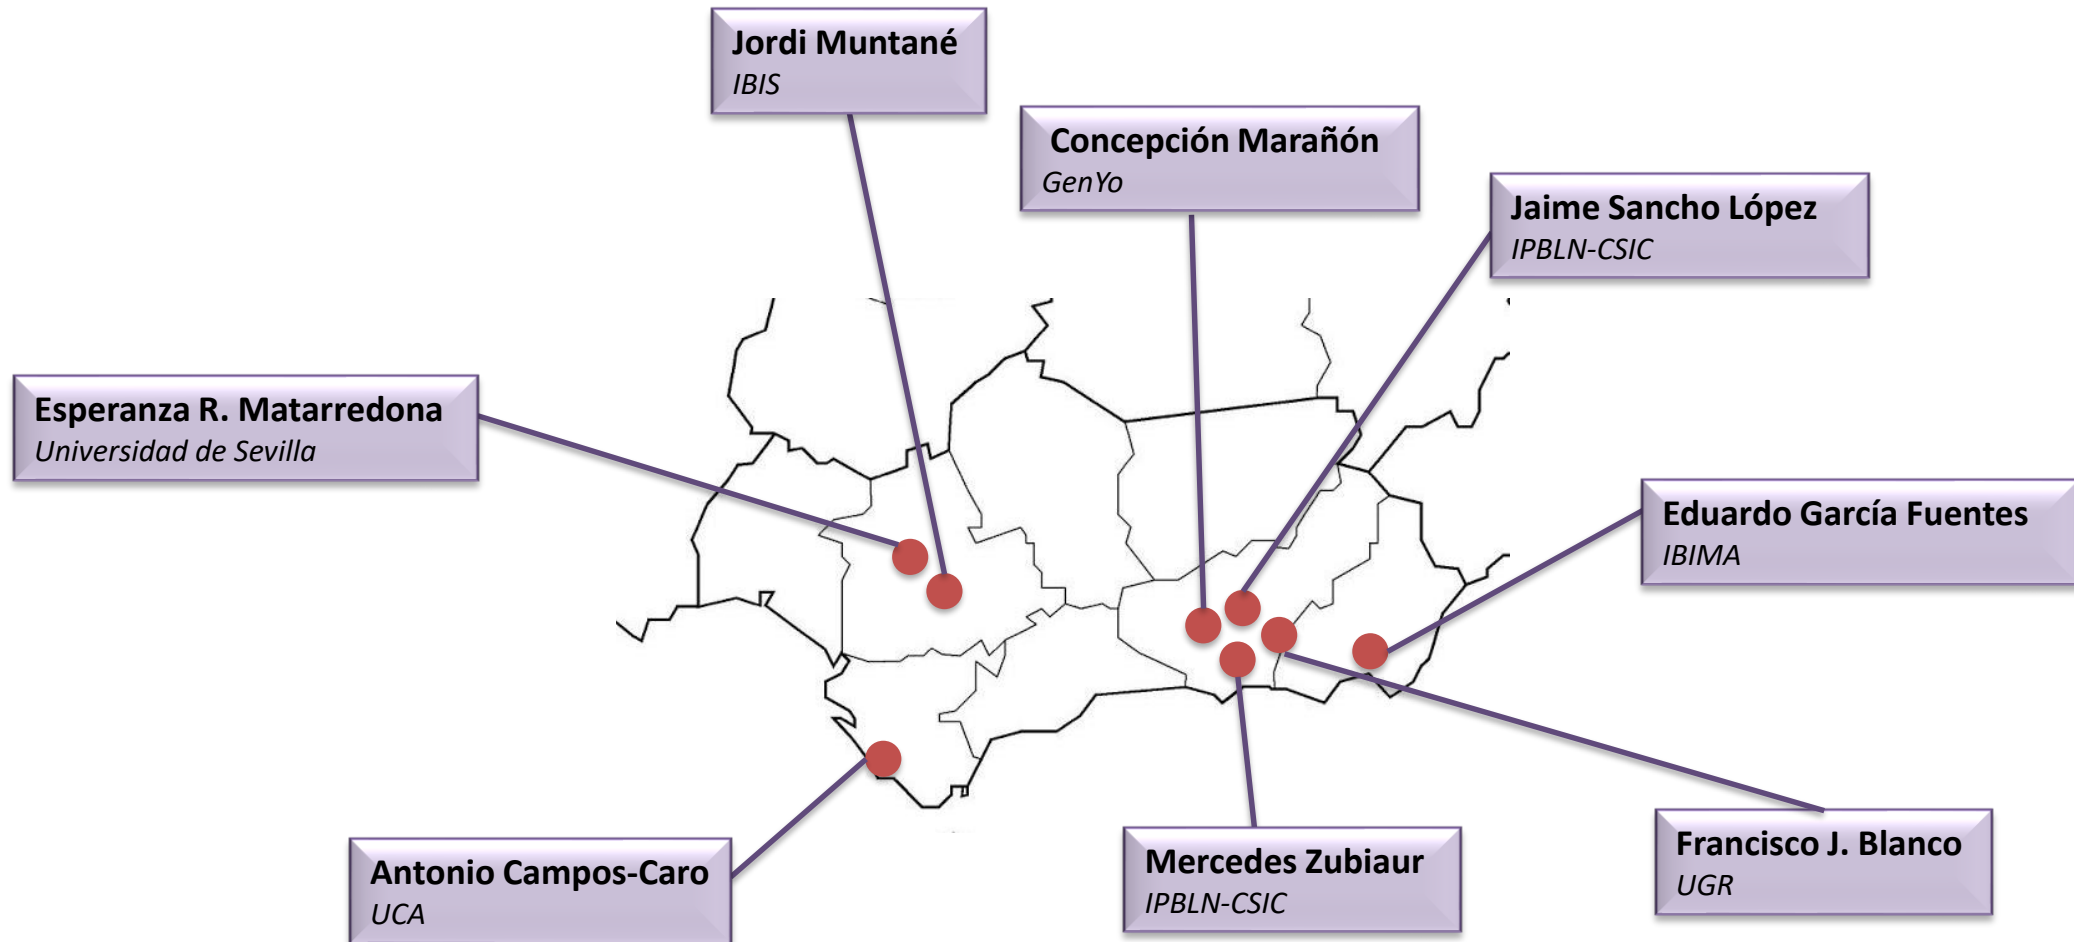 Jordi Muntané
IBIS
Concepción Marañón
GenYo
Jaime Sancho López
IPBLN-CSIC
Esperanza R. Matarredona
Universidad de Sevilla
Eduardo García Fuentes
IBIMA
Antonio Campos-Caro
UCA
Mercedes Zubiaur
IPBLN-CSIC
Francisco J. Blanco
UGR